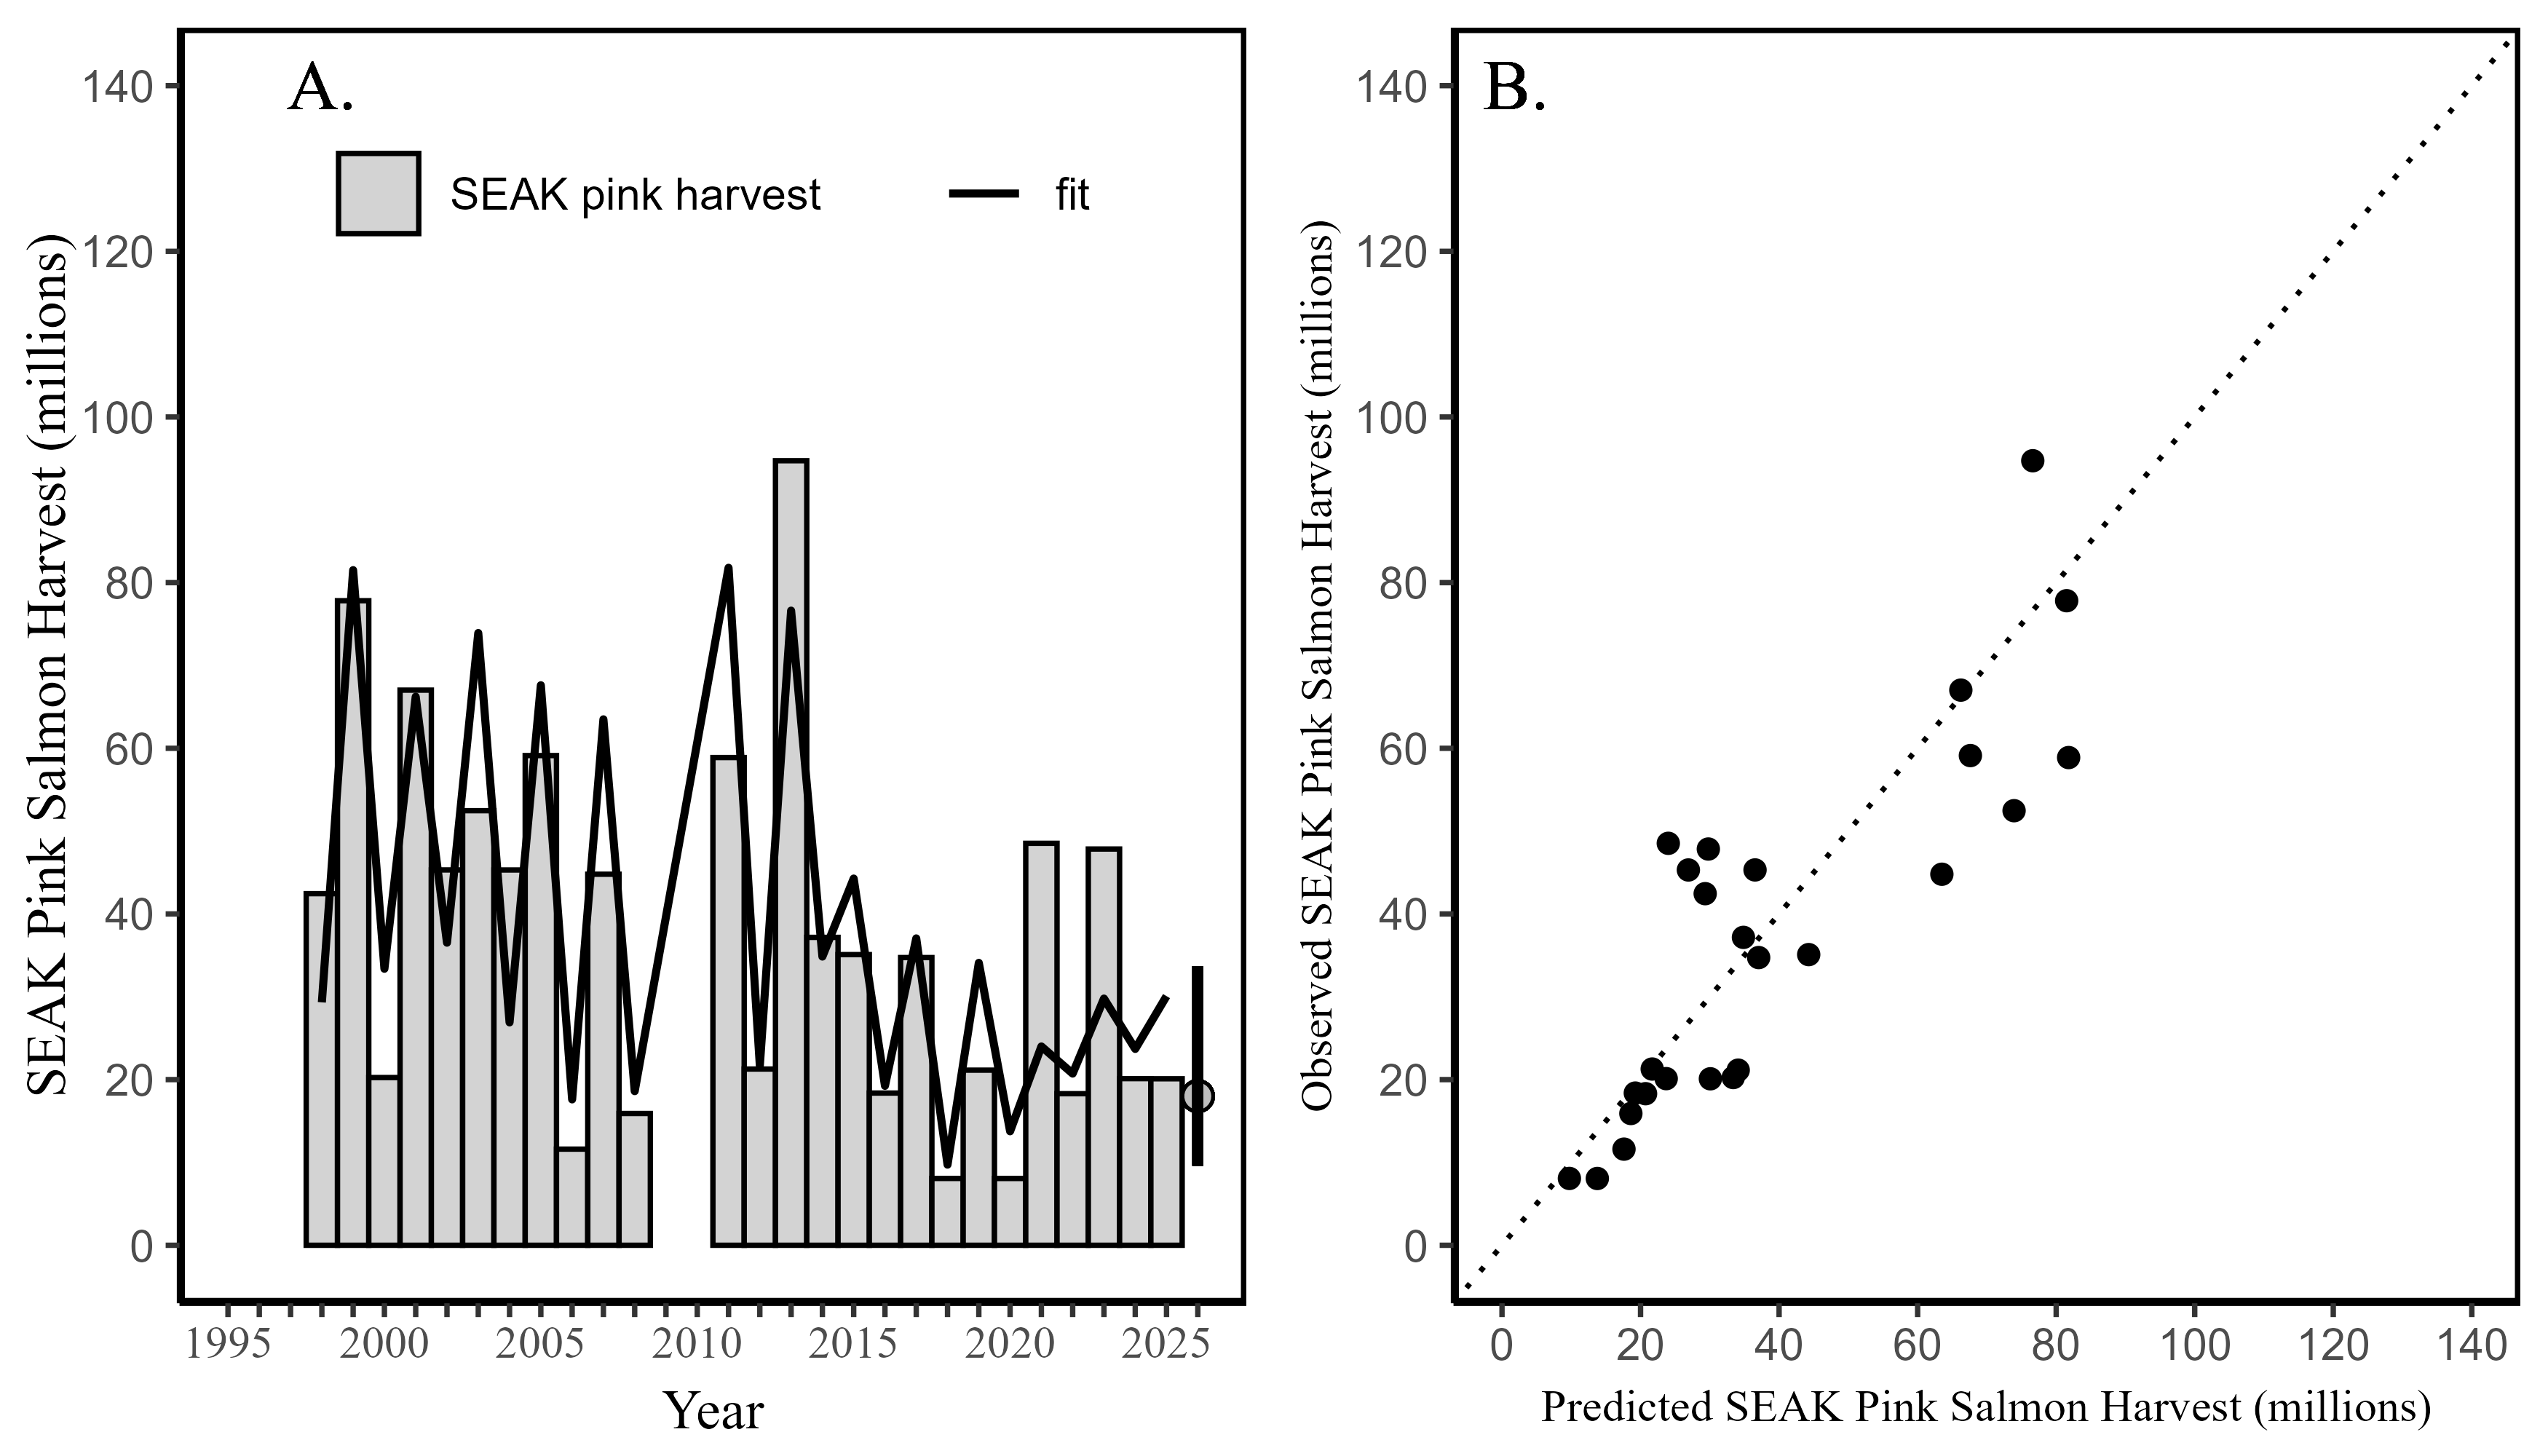 A.
SEAK pink harvest
fit
SEAK Pink Salmon Harvest (millions)
140
120
100
80
60
40
20
0
1995 2000 2005 2010 2015 2020 2025
Year
B.
Observed SEAK Pink Salmon Harvest (millions)
140
120
100
80
60
40
20
0
0 20 40 60 80 100 120 140
Predicted SEAK Pink Salmon Harvest (millions)